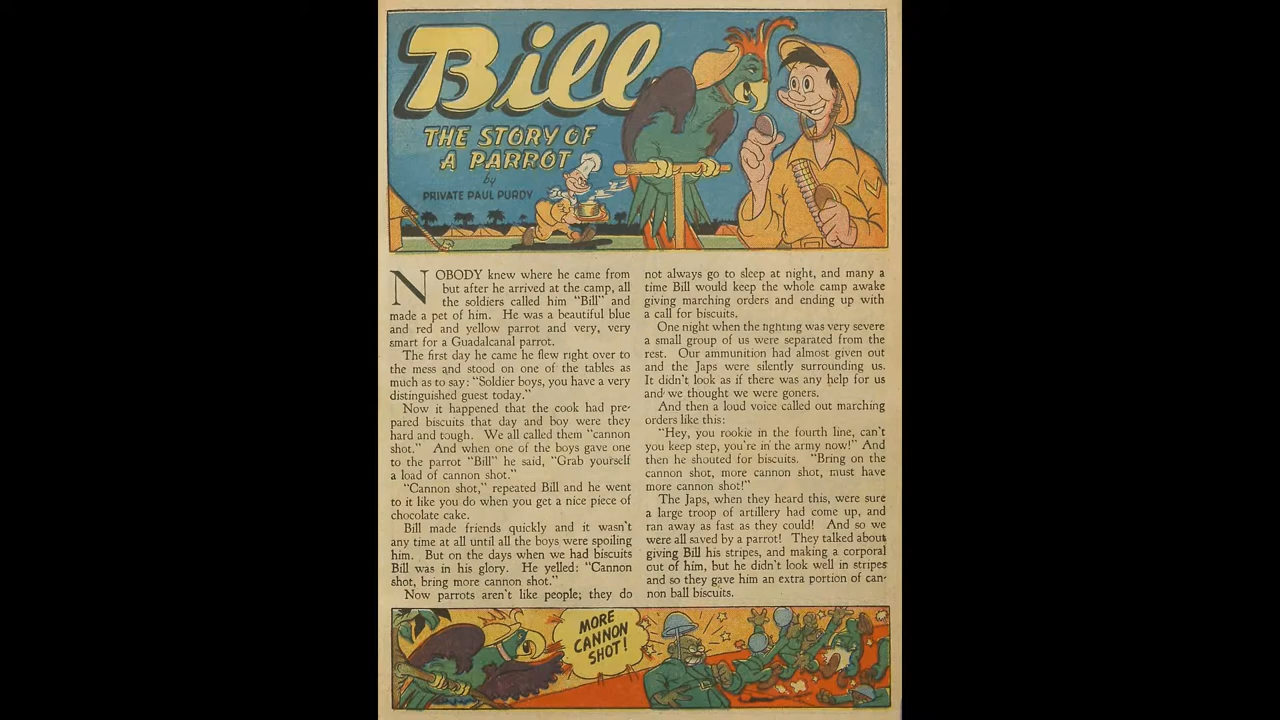 Bill
THE STORY OF
A PARROT
by
PRIVATE PAUL PURDY
NOBODY knew where he came from
but after he arrived at the camp, all
the soldiers called him "Bill" and
made a pet of him. He was a beautiful blue
and red and yellow parrot and very, very
smart for a Guadalcanal parrot.
The first day he came he flew right over to
the mess and stood on one of the tables as
much as to say: "Soldier boys, you have a very
distinguished guest today."
Now it happened that the cook had pre-
pared biscuits that day and boy were they
hard and tough. We all called them "cannon
shot." And when one of the boys gave one
to the parrot "Bill" he said, "Grab yourself
a load of cannon shot."
"Cannon shot," repeated Bill and he went
to it like you do when you get a nice piece of
chocolate cake.
Bill made friends quickly and it wasn't
any time at all until all the boys were spoiling
him. But on the days when we had biscuits
Bill was in his glory. He yelled: "Cannon
shot, bring more cannon shot."
Now parrots aren't like people; they do
not always go to sleep at night, and many a
time Bill would keep the whole camp awake
giving marching orders and ending up with
a call for biscuits.
One night when the fighting was very severe
a small group of us were separated from the
rest. Our ammunition had almost given out
and the Japs were silently surrounding us.
It didn't look as if there was any help for us
and we thought we were goners.
And then a loud voice called out marching
orders like this:
"Hey, you rookie in the fourth line, can't
you keep step, you're in the army now!" And
then he shouted for biscuits. "Bring on the
cannon shot, more cannon shot, must have
more cannon shot!"
The Japs, when they heard this, were sure
a large troop of artillery had come up, and
ran away as fast as they could! And so we
were all saved by a parrot! They talked about
giving Bill his stripes, and making a corporal
out of him, but he didn't look well in stripes
and so they gave him an extra portion of can-
non ball biscuits.
MORE
CANNON
SHOT!